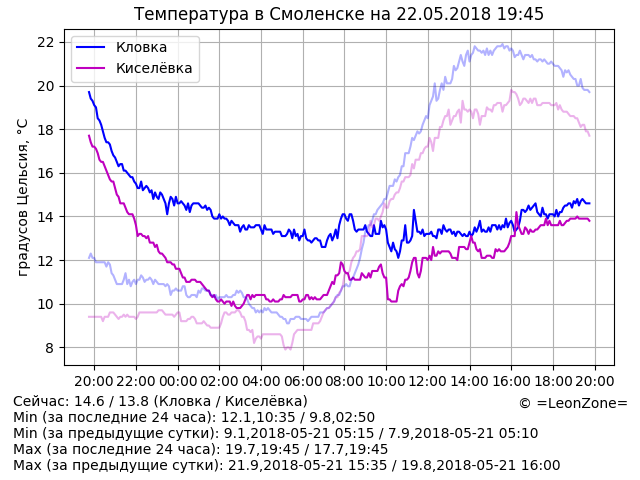 Температура в Смоленске на 22.05.2018 19:45
Кловка
Киселёвка
градусов Цельсия, °C
22
20
18
16
14
12
10
8
20:00 22:00 00:00 02:00 04:00 06:00 08:00 10:00 12:00 14:00 16:00 18:00 20:00
Сейчас: 14.6 / 13.8 (Кловка / Киселёвка)
© =LeonZone=
Min (за последние 24 часа): 12.1,10:35 / 9.8,02:50
Min (за предыдущие сутки): 9.1,2018-05-21 05:15 / 7.9,2018-05-21 05:10
Max (за последние 24 часа): 19.7,19:45 / 17.7,19:45
Max (за предыдущие сутки): 21.9,2018-05-21 15:35 / 19.8,2018-05-21 16:00